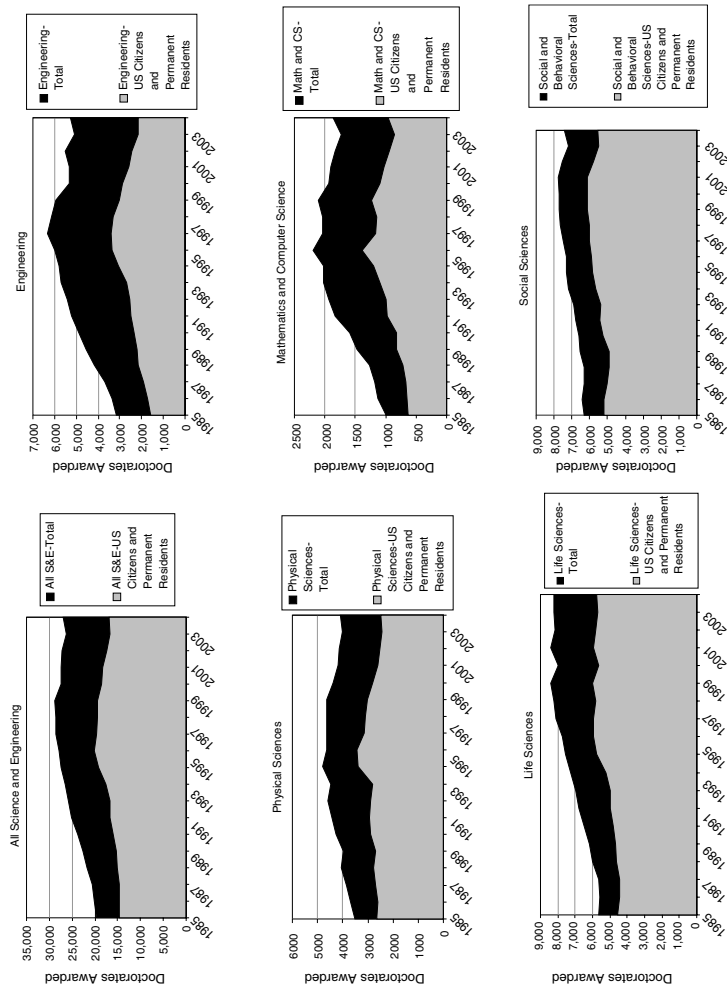 All Science and Engineering
35,000
30,000
25,000
20,000
15,000
10,000
5,000
0
Doctorates Awarded
1985
1987
1989
1991
1993
1995
1997
1999
2001
2003
All S&E-Total
All S&E-US
Citizens and
Permanent
Residents
Engineering
7,000
6,000
5,000
4,000
3,000
2,000
1,000
0
Doctorates Awarded
1985
1987
1989
1991
1993
1995
1997
1999
2001
2003
Engineering-
Total
Engineering-
US Citizens
and
Permanent
Residents
Physical Sciences
6000
5000
4000
3000
2000
1000
0
Doctorates Awarded
1985
1987
1989
1991
1993
1995
1997
1999
2001
2003
Physical
Sciences-
Total
Physical
Sciences-US
Citizens and
Permanent
Residents
Mathematics and Computer Science
2500
2000
1500
1000
500
0
Doctorates Awarded
1985
1987
1989
1991
1993
1995
1997
1999
2001
2003
Math and CS-
Total
Math and CS-
US Citizens
and
Permanent
Residents
Life Sciences
9,000
8,000
7,000
6,000
5,000
4,000
3,000
2,000
1,000
0
Doctorates Awarded
1985
1987
1989
1991
1993
1995
1997
1999
2001
2003
Life Sciences-
Total
Life Sciences-
US Citizens
and Permanent
Residents
Social Sciences
9,000
8,000
7,000
6,000
5,000
4,000
3,000
2,000
1,000
0
Doctorates Awarded
1985
1987
1989
1991
1993
1995
1997
1999
2001
2003
Social and
Behavioral
Sciences-Total
Social and
Behavioral
Sciences-US
Citizens and
Permanent
Residents